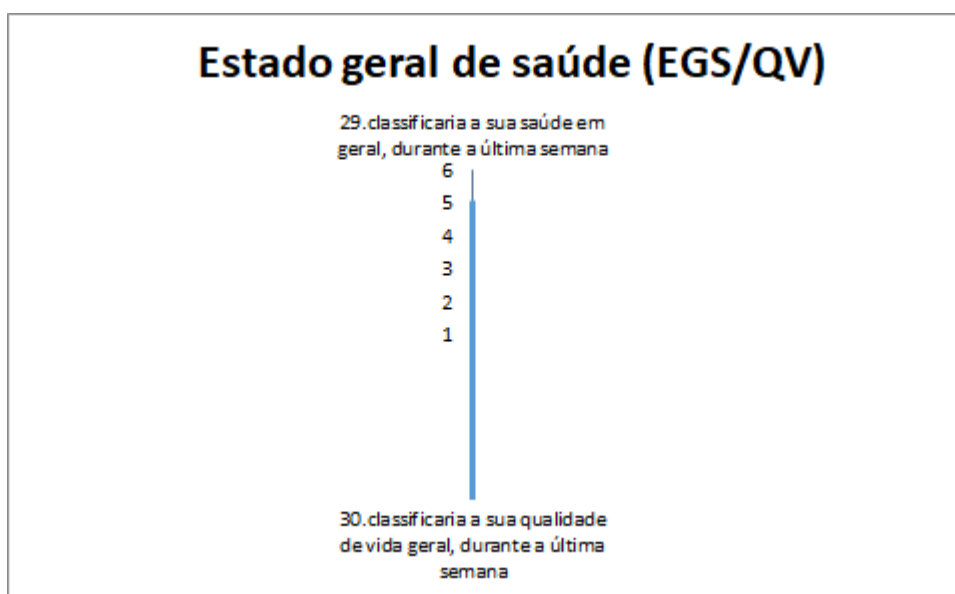 Estado geral de saúde (EGS/QV)
29.classificaria a sua saúde em
geral, durante a última semana
6
5
4
3
2
1
30.classificaria a sua qualidade
de vida geral, durante a última
semana